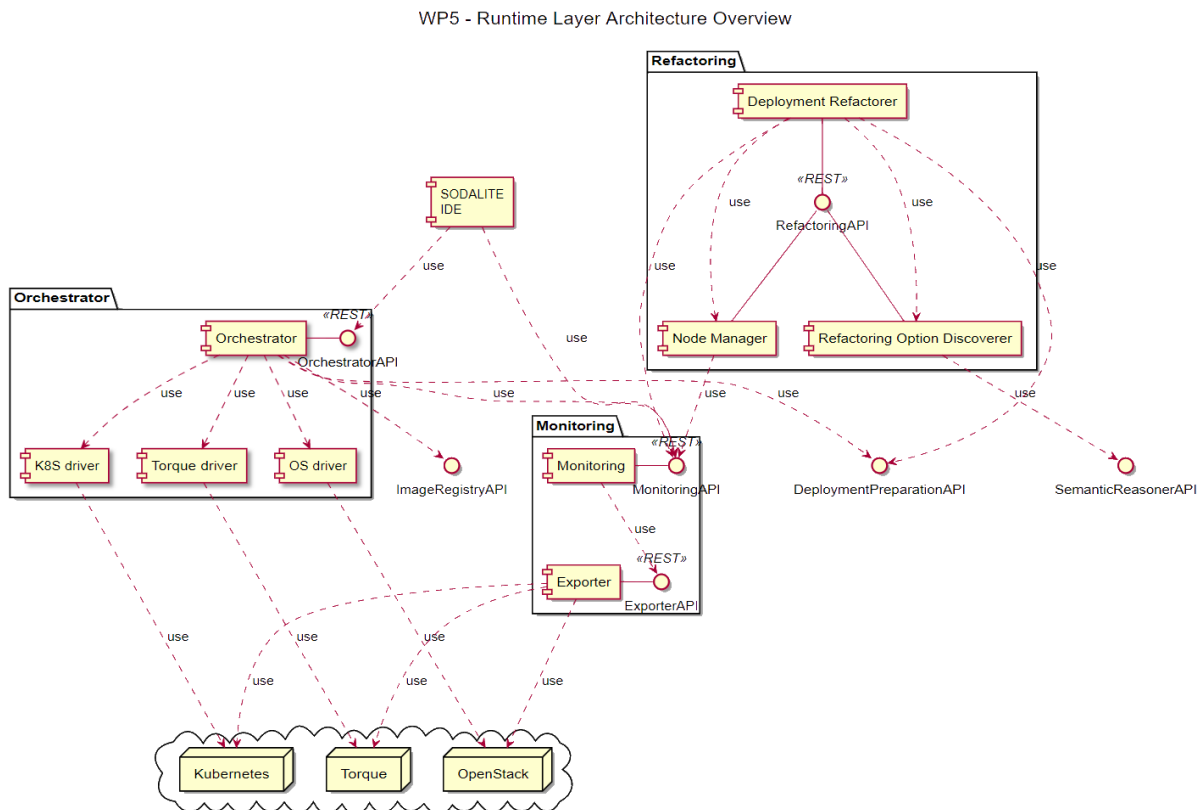 WP5 - Runtime Layer Architecture Overview
Refactoring
Deployment Refactorer
«REST»
SODALITE
IDE
use
use
RefactoringAPI
use
use
use
Orchestrator
«REST»
Orchestrator
use
Node Manager
Refactoring Option Discoverer
OrchestratorAPI
use
use
use
use
use
use
use
use
Monitoring
«REST»
K8S driver
Torque driver
OS driver
Monitoring
ImageRegistryAPI
MonitoringAPI
DeploymentPreparationAPI
SemanticReasonerAPI
use
«REST»
Exporter
ExporterAPI
use
use
use
use
use
use
Kubernetes
Torque
OpenStack